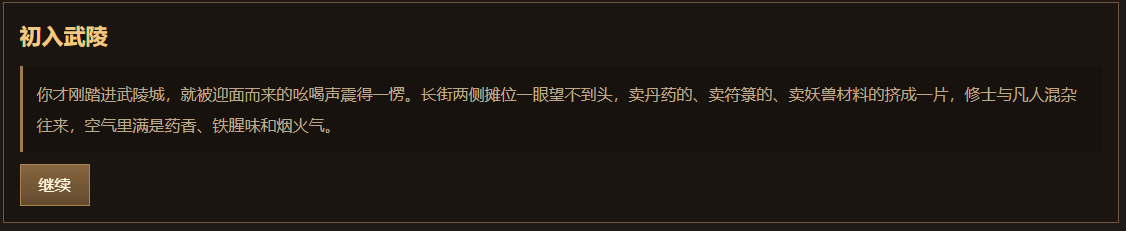 初入武陵
你才刚踏进武陵城，就被迎面而来的吆喝声震得一愣。长街两侧摊位一眼望不到头，卖丹药的、卖符箓的、卖妖兽材料的挤成一片，修士与凡人混杂
往来，空气里满是药香、铁腥味和烟火气。
继续